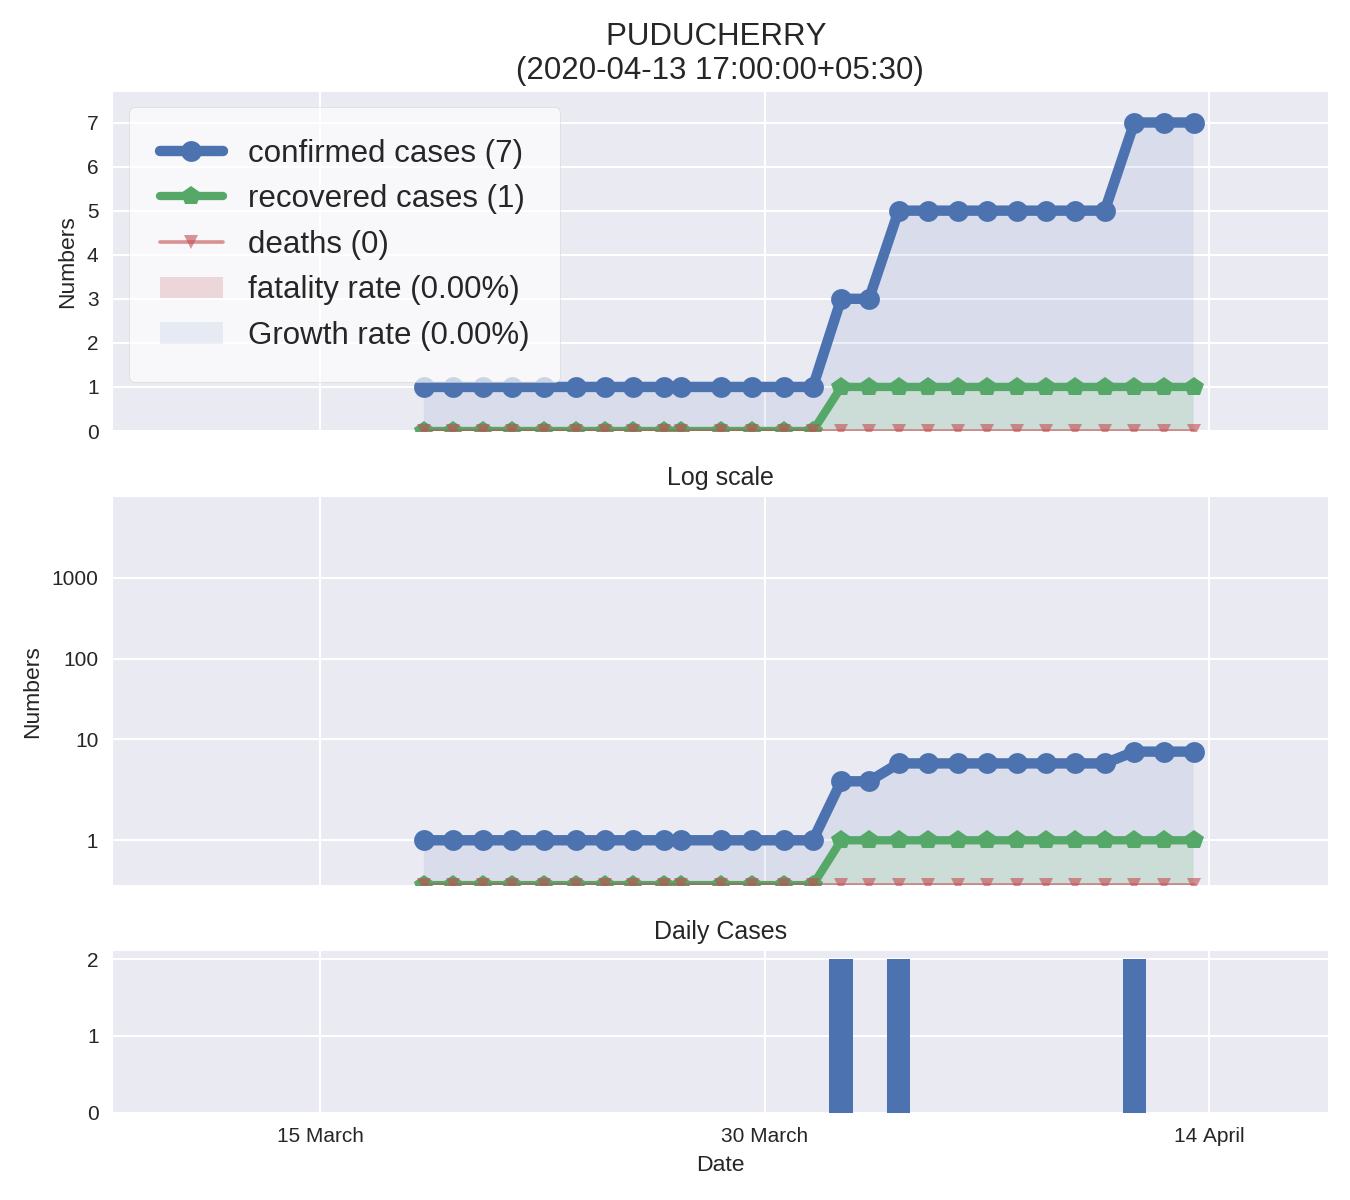 PUDUCHERRY
(2020-04-13 17:00:00+05:30)
7
6
5
4
3
2
1
0
Numbers
confirmed cases (7)
recovered cases (1)
deaths (0)
fatality rate (0.00%)
Growth rate (0.00%)
Log scale
1000
100
10
1
Numbers
Daily Cases
2
1
0
15 March
30 March
14 April
Date